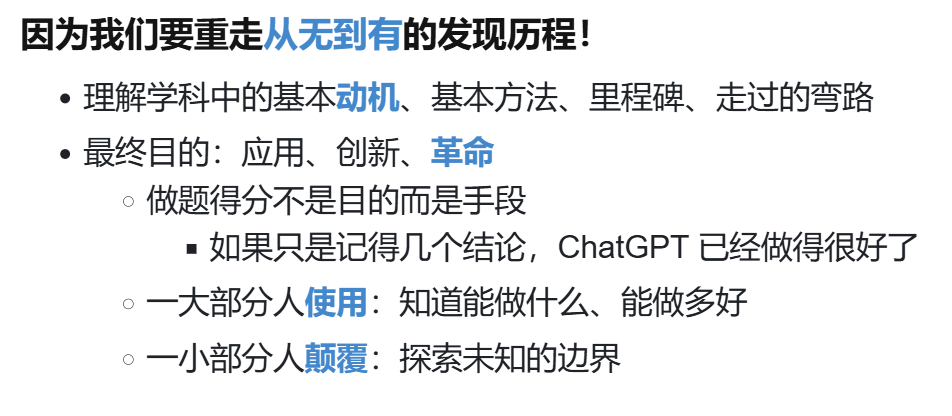 因为我们要重走从无到有的发现历程！
• 理解学科中的基本动机、基本方法、里程碑、走过的弯路
• 最终目的：应用、创新、革命
○ 做题得分不是目的而是手段
▪ 如果只是记得几个结论，ChatGPT 已经做得很好了
○ 一大部分人使用：知道能做什么、能做多好
○ 一小部分人颠覆：探索未知的边界